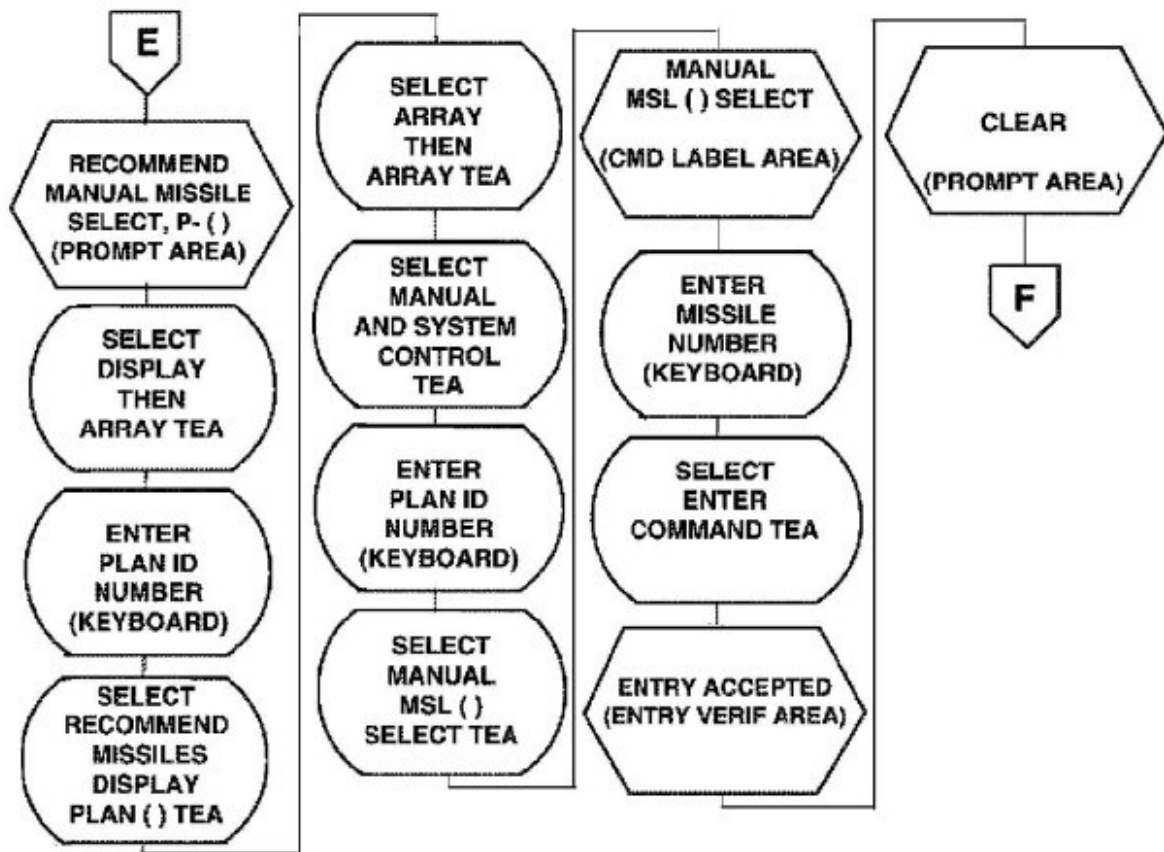 E
RECOMMEND
MANUAL MISSILE
SELECT, P- ( )
(PROMPT AREA)
SELECT
DISPLAY
THEN
ARRAY TEA
ENTER
PLAN ID
NUMBER
(KEYBOARD)
SELECT
RECOMMEND
MISSILES
DISPLAY
PLAN ( ) TEA
SELECT
ARRAY
THEN
ARRAY TEA
SELECT
MANUAL
AND SYSTEM
CONTROL
TEA
ENTER
PLAN ID
NUMBER
(KEYBOARD)
SELECT
MANUAL
MSL ( )
SELECT TEA
MANUAL
MSL ( ) SELECT
(CMD LABEL AREA)
ENTER
MISSILE
NUMBER
(KEYBOARD)
SELECT
ENTER
COMMAND TEA
ENTRY ACCEPTED
(ENTRY VERIF AREA)
CLEAR
(PROMPT AREA)
F